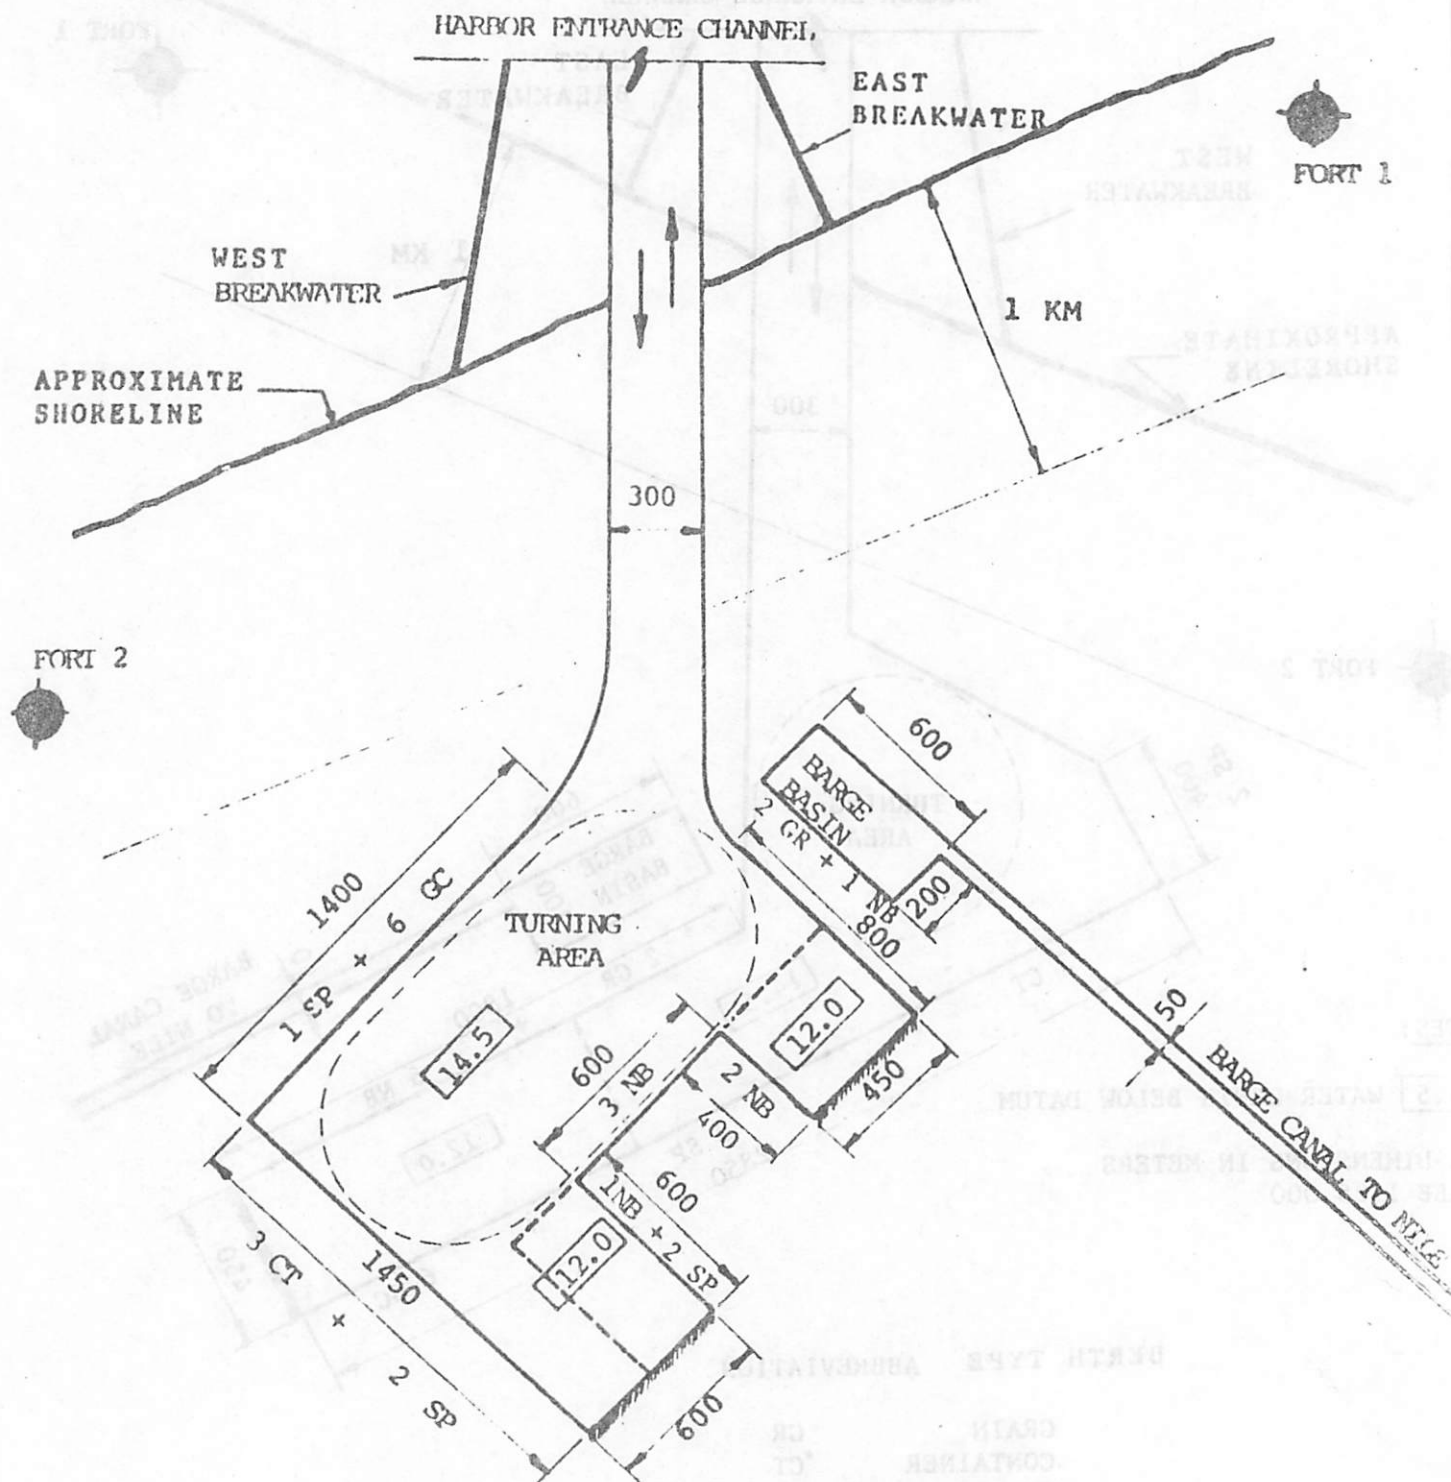 HARBOR ENTRANCE CHANNEL
EAST
BREAKWATER
FORT 1
WEST
BREAKWATER
1 KM
APPROXIMATE
SHORELINE
300
FORT 2
600
BARGE
BASIN
2 GR + 1 NB
200
800
1400
1 SP + 6 GC
TURNING
AREA
14.5
12.0
600
3 NB
2 NB
400
450
50
BARGE CANAL TO NILE
600
1NB + 2 SP
12.0
1450
3 CT + 2 SP
600